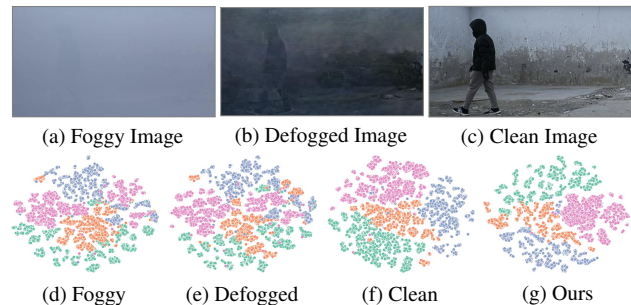 (a) Foggy Image (b) Defogged Image (c) Clean Image
(d) Foggy (e) Defogged (f) Clean (g) Ours